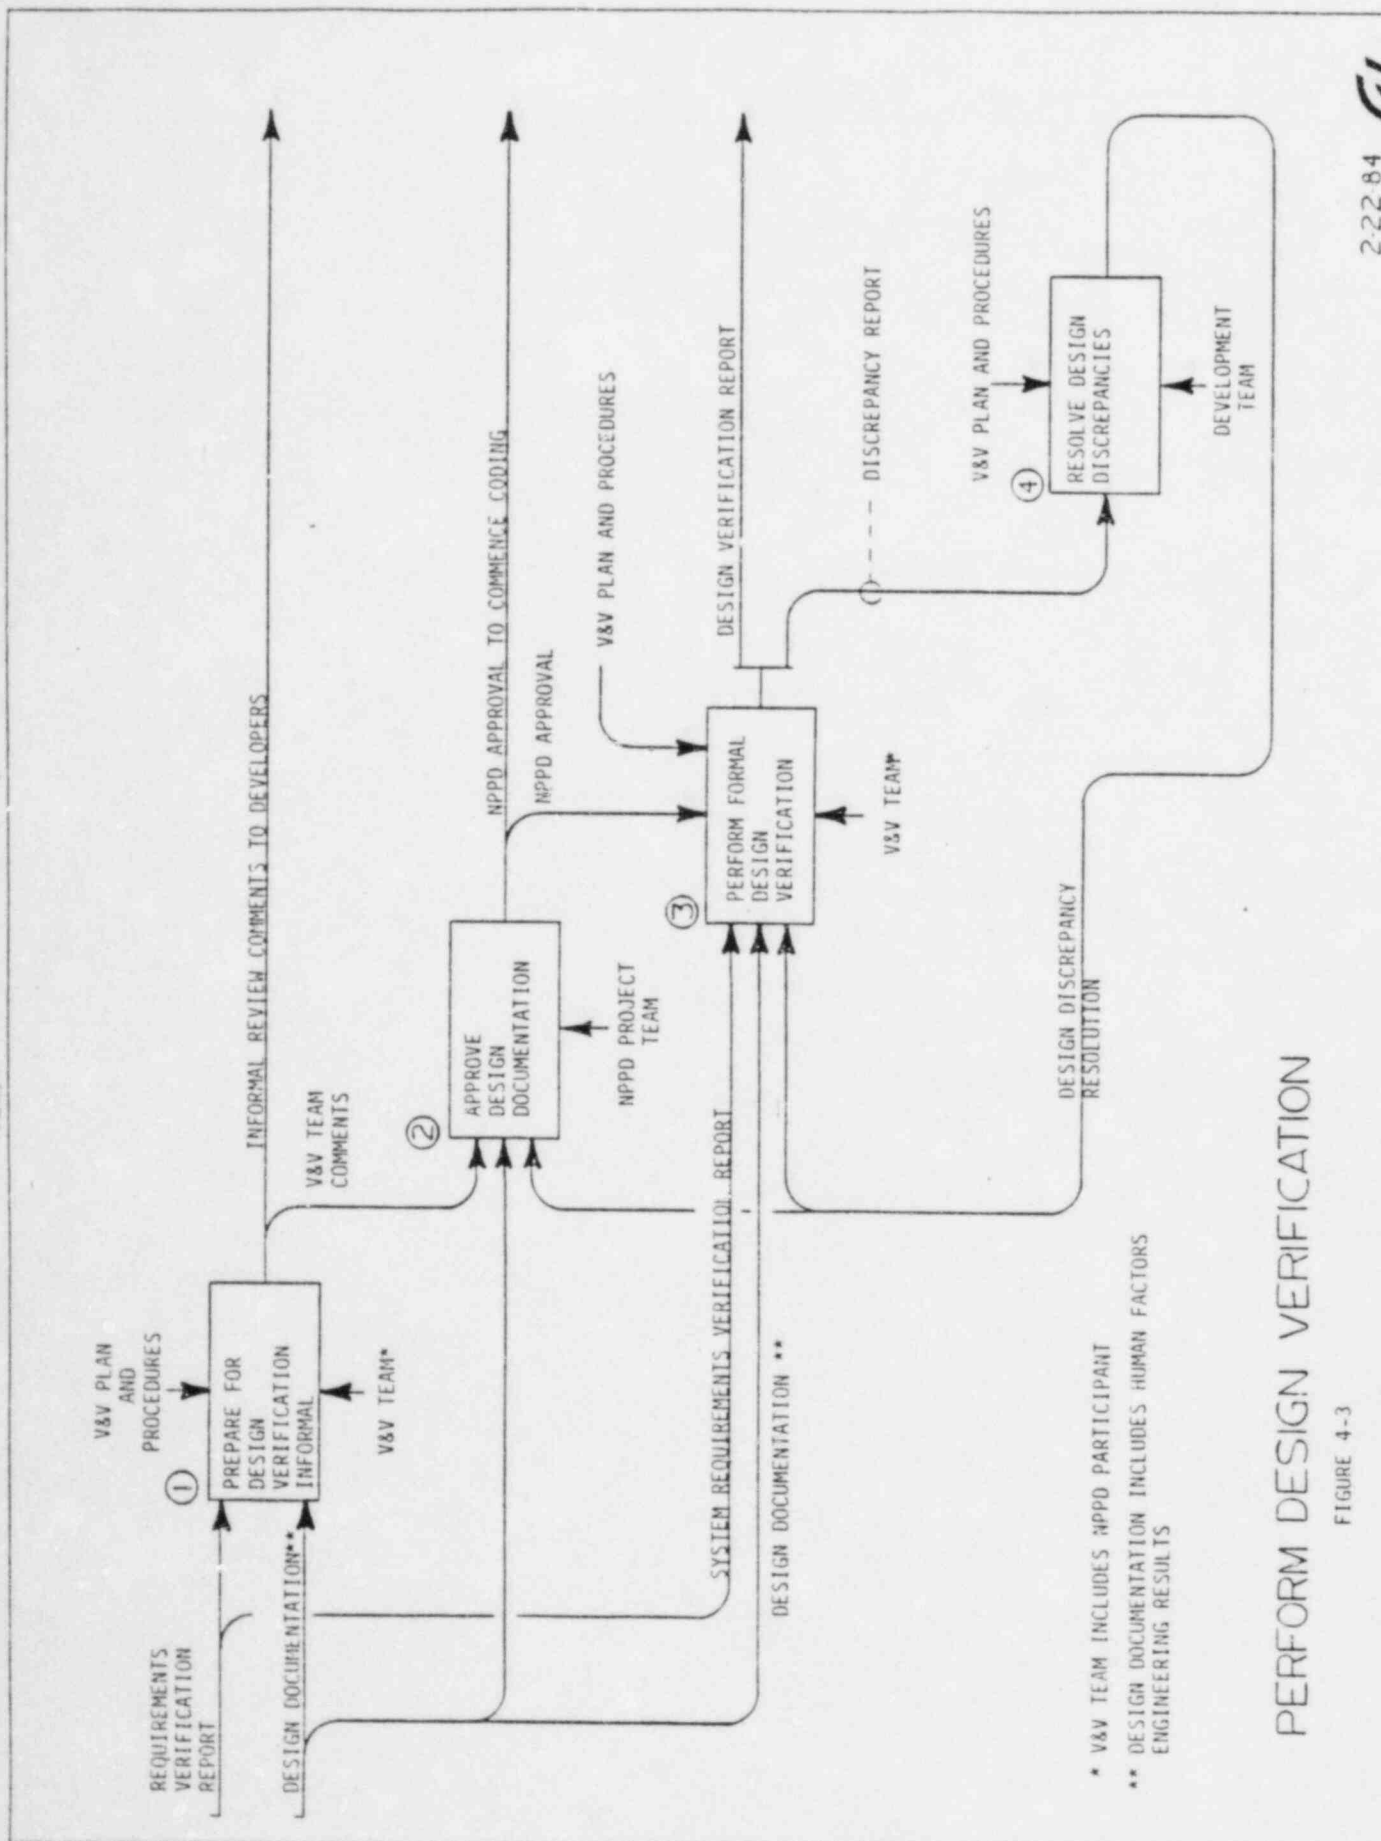 V&V PLAN
AND
PROCEDURES
REQUIREMENTS
VERIFICATION
REPORT
①
PREPARE FOR
DESIGN
VERIFICATION
INFORMAL
INFORMAL REVIEW COMMENTS TO DEVELOPERS
DESIGN DOCUMENTATION**
V&V TEAM*
V&V TEAM
COMMENTS
②
APPROVE
DESIGN
DOCUMENTATION
NPPD APPROVAL TO COMMENCE CODING
NPPD APPROVAL
NPPD PROJECT
TEAM
V&V PLAN AND PROCEDURES
SYSTEM REQUIREMENTS VERIFICATION REPORT
DESIGN DOCUMENTATION **
③
PERFORM FORMAL
DESIGN
VERIFICATION
DESIGN VERIFICATION REPORT
V&V TEAM*
DISCREPANCY REPORT
V&V PLAN AND PROCEDURES
④
RESOLVE DESIGN
DISCREPANCIES
DEVELOPMENT
TEAM
DESIGN DISCREPANCY
RESOLUTION
* V&V TEAM INCLUDES NPPD PARTICIPANT
** DESIGN DOCUMENTATION INCLUDES HUMAN FACTORS
ENGINEERING RESULTS
PERFORM DESIGN VERIFICATION
FIGURE 4-3
2-22-84